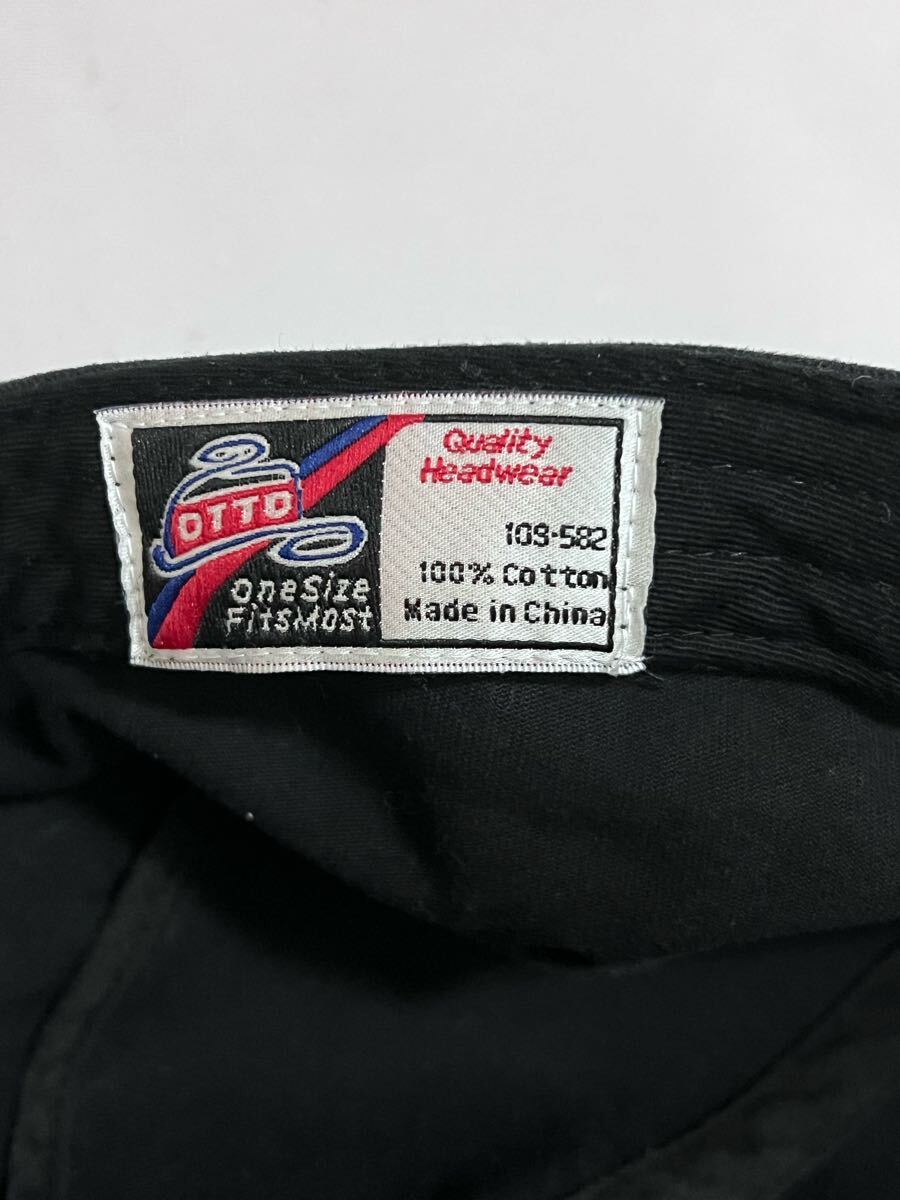 OTTO
OneSize
FitsMOSt
Quality
Headwear
109-582
100% Cotton
Made in China